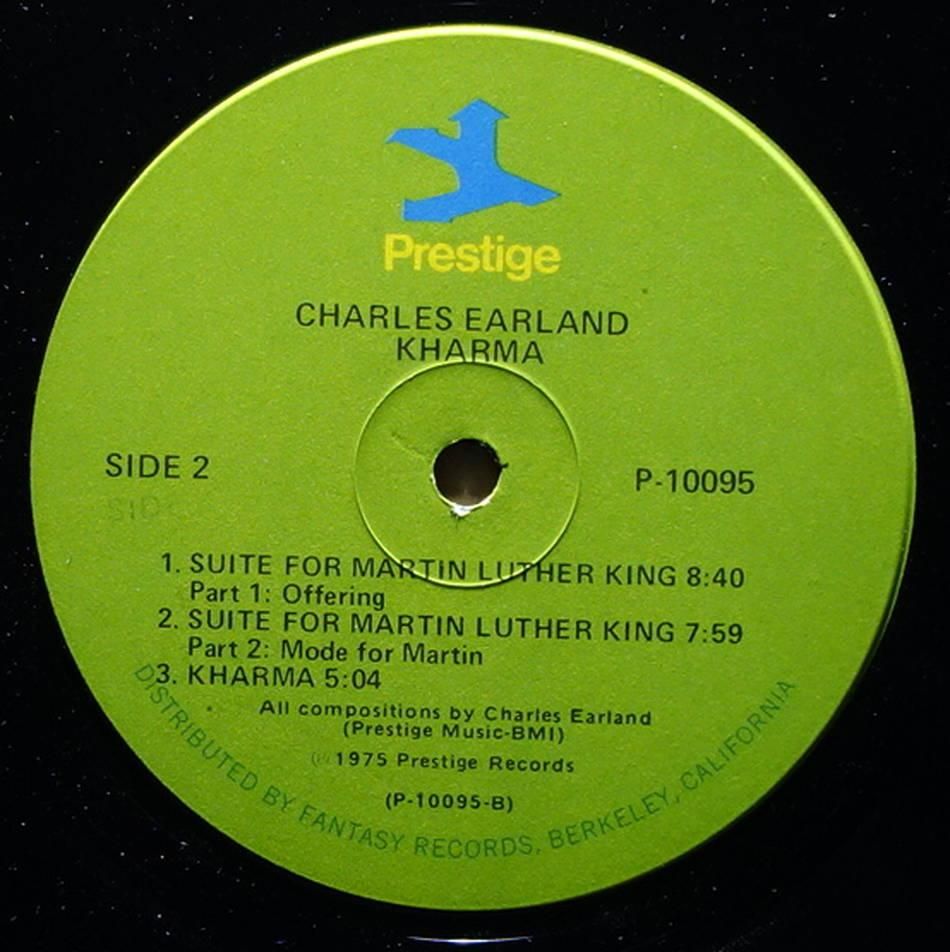 Prestige
CHARLES EARLAND
KHARMA
SIDE 2
P-10095
SID
1. SUITE FOR MARTIN LUTHER KING 8:40
Part 1: Offering
2. SUITE FOR MARTIN LUTHER KING 7:59
Part 2: Mode for Martin
3. KHARMA 5:04
All compositions by Charles Earland
(Prestige Music-BMI)
℗ 1975 Prestige Records
(P-10095-B)
DISTRIBUTED BY FANTASY RECORDS, BERKELEY, CALIFORNIA